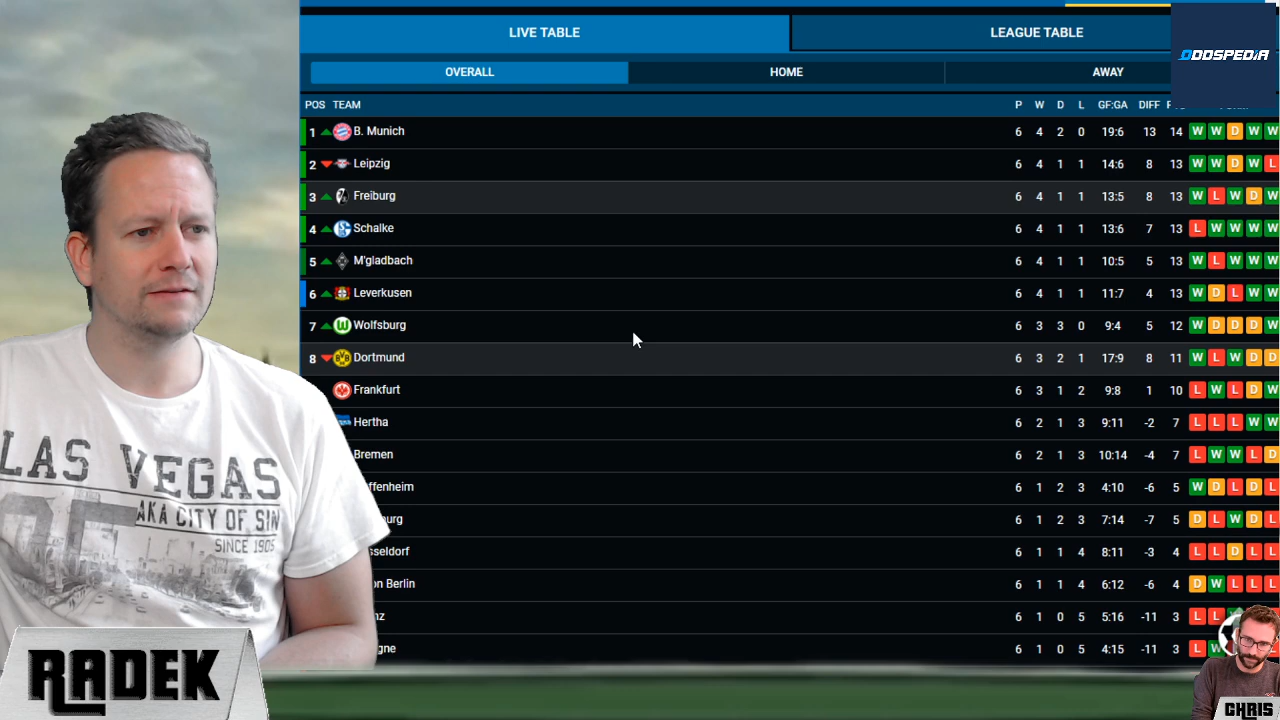 LIVE TABLE LEAGUE TABLE
ODDSPEDIA
OVERALL HOME AWAY
POS TEAM P W D L GF:GA DIFF
1 B. Munich 6 4 2 0 19:6 13 14 W W D W W
2 Leipzig 6 4 1 1 14:6 8 13 W W D W L
3 Freiburg 6 4 1 1 13:5 8 13 W L W D W
4 Schalke 6 4 1 1 13:6 7 13 L W W W W
5 M'gladbach 6 4 1 1 10:5 5 13 W L W W W
6 Leverkusen 6 4 1 1 11:7 4 13 W D L W W
7 Wolfsburg 6 3 3 0 9:4 5 12 W D D D W
8 Dortmund 6 3 2 1 17:9 8 11 W L W D D
Frankfurt 6 3 1 2 9:8 1 10 L W L D W
Hertha 6 2 1 3 9:11 -2 7 L L L W W
Bremen 6 2 1 3 10:14 -4 7 L W W L D
ffenheim 6 1 2 3 4:10 -6 5 W D L D L
burg 6 1 2 3 7:14 -7 5 D L W D L
sseldorf 6 1 1 4 8:11 -3 4 L L D L L
on Berlin 6 1 1 4 6:12 -6 4 D W L L L
nz 6 1 0 5 5:16 -11 3 L L
gne 6 1 0 5 4:15 -11 3 L W
LAS VEGAS
AKA CITY OF SIN
SINCE 1905
RADEK
CHRIS